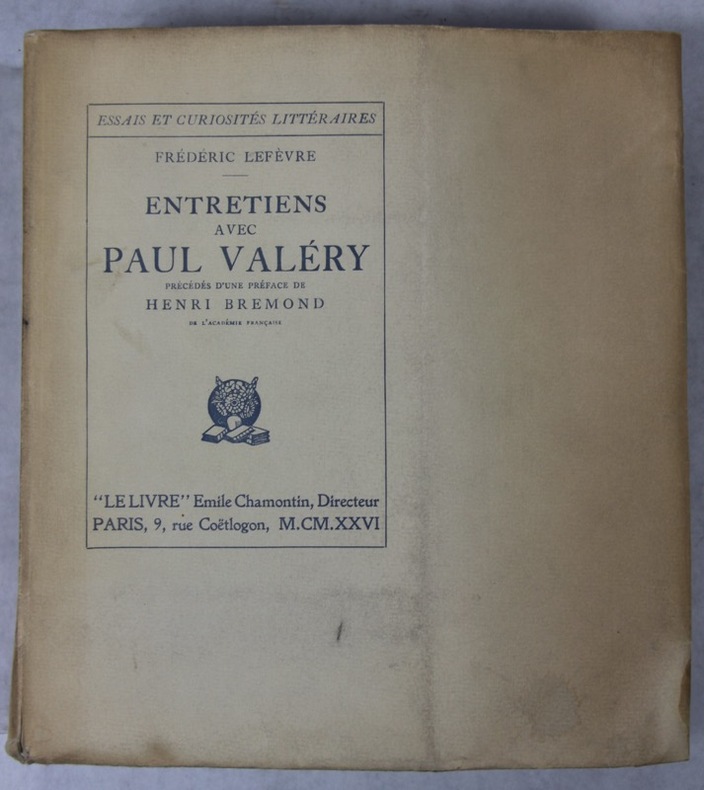 ESSAIS ET CURIOSITÉS LITTÉRAIRES
FRÉDÉRIC LEFÈVRE
ENTRETIENS
AVEC
PAUL VALÉRY
PRÉCÉDÉS D'UNE PRÉFACE DE
HENRI BREMOND
DE L'ACADÉMIE FRANÇAISE
"LE LIVRE" Emile Chamontin, Directeur
PARIS, 9, rue Coëtlogon, M.CM.XXVI